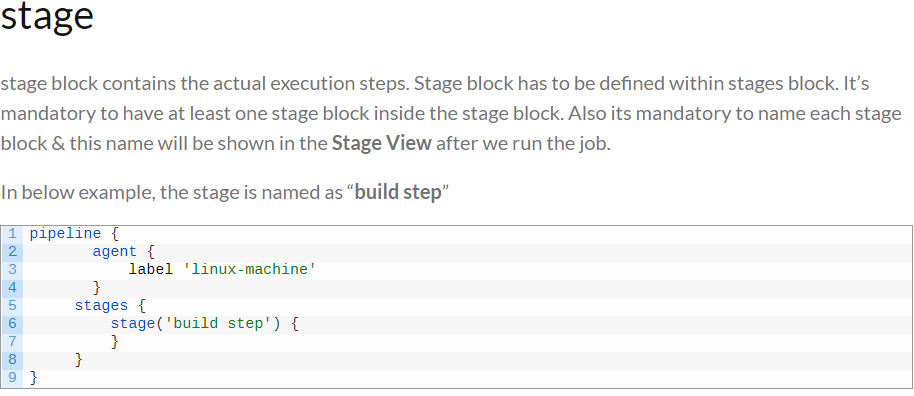 stage
stage block contains the actual execution steps. Stage block has to be defined within stages block. It’s
mandatory to have at least one stage block inside the stage block. Also its mandatory to name each stage
block & this name will be shown in the Stage View after we run the job.
In below example, the stage is named as “build step”
1 pipeline {
2        agent {
3            label 'linux-machine'
4        }
5      stages {
6          stage('build step') {
7          }
8      }
9 }